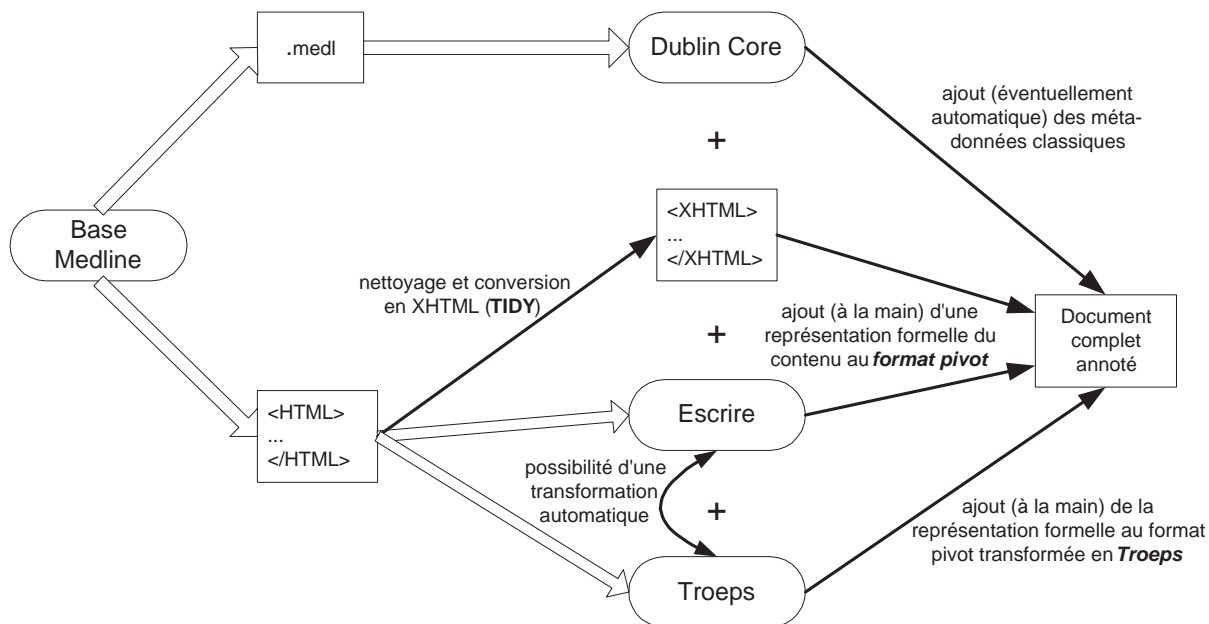 .medl
Dublin Core
ajout (éventuellement
automatique) des méta-
données classiques
+
Base
Medline
<XHTML>
...
</XHTML>
nettoyage et conversion
en XHTML (TIDY)
+
ajout (à la main) d'une
représentation formelle du
contenu au format pivot
Document
complet
annoté
<HTML>
...
</HTML>
Escrire
possibilité d'une
transformation
automatique
+
ajout (à la main) de la
représentation formelle au format
pivot transformée en Troeps
Troeps